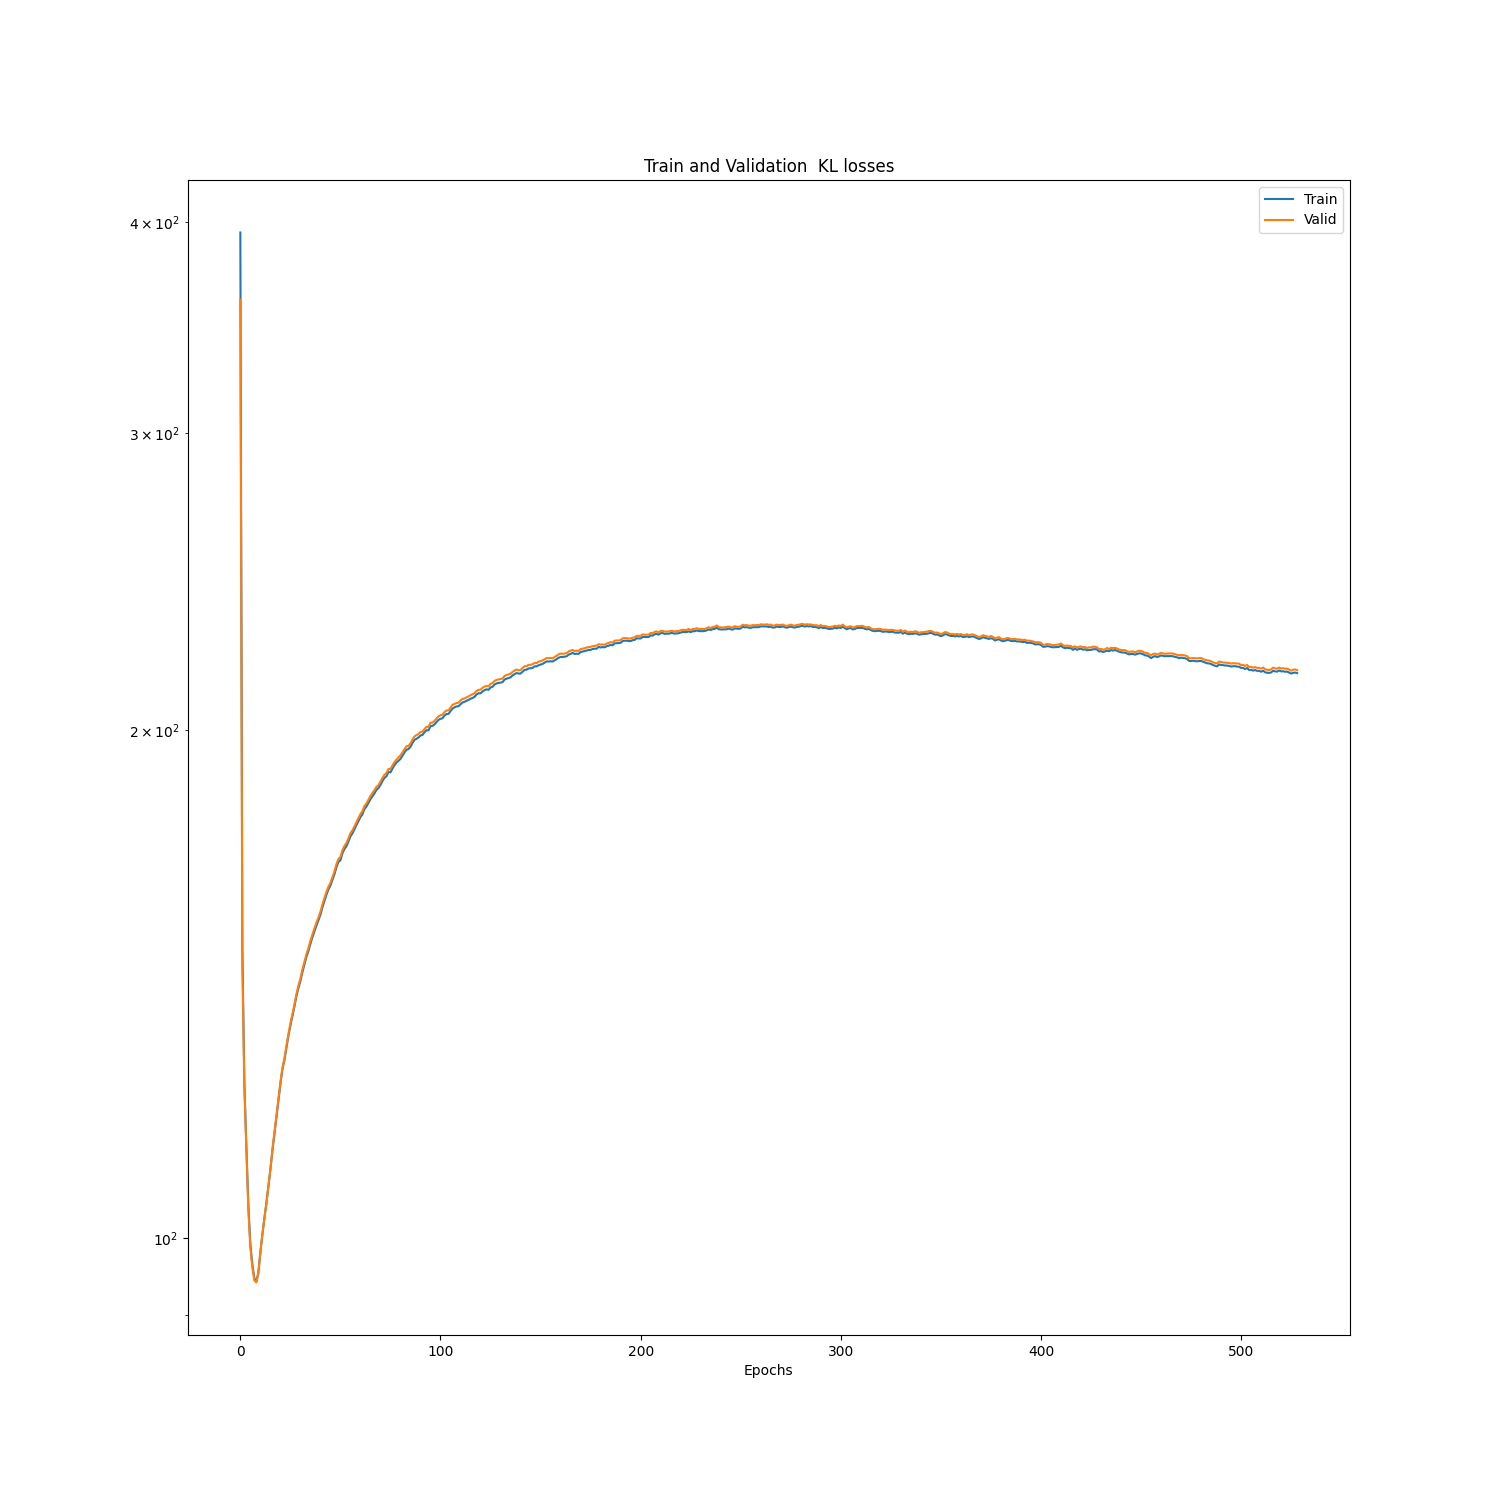 Train and Validation  KL losses
Train
Valid
4 × 10²
3 × 10²
2 × 10²
10²
0 100 200 300 400 500
Epochs